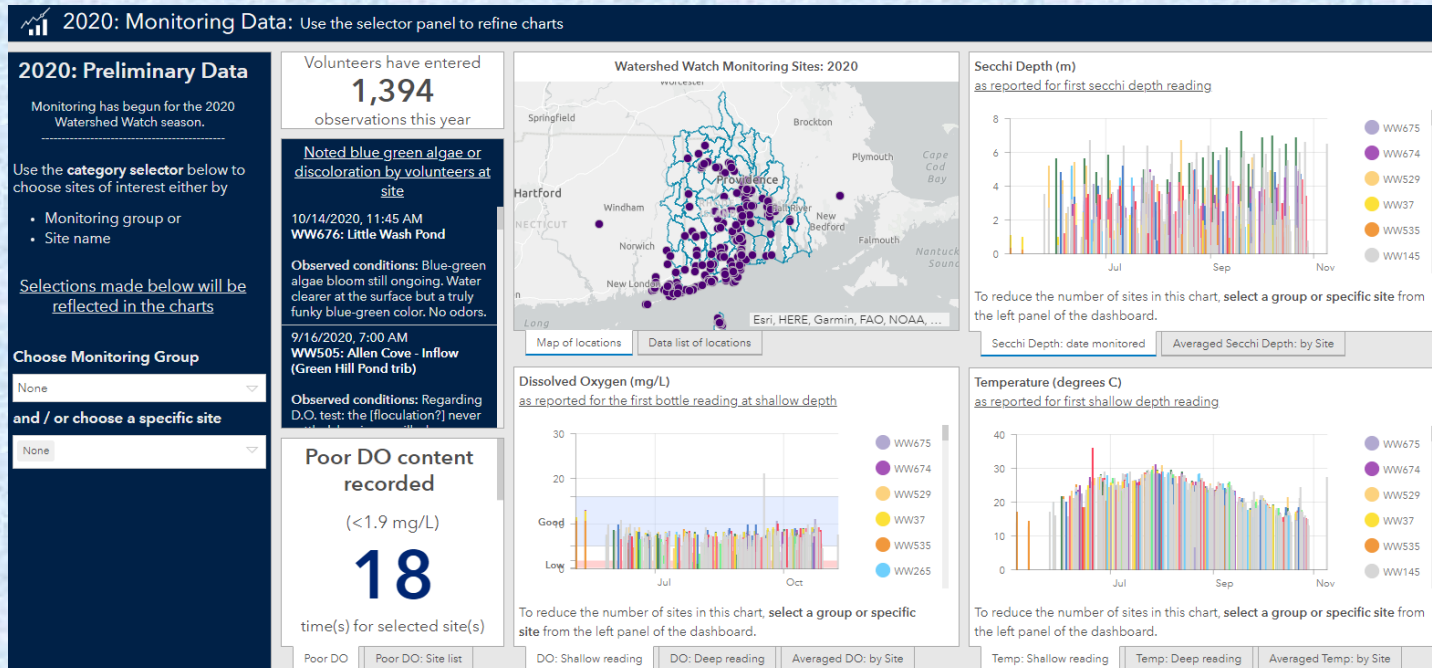 2020: Monitoring Data: Use the selector panel to refine charts
2020: Preliminary Data
Monitoring has begun for the 2020
Watershed Watch season.
----------------------------------------------
Use the category selector below to
choose sites of interest either by
• Monitoring group or
• Site name
Selections made below will be
reflected in the charts
Choose Monitoring Group
None
and / or choose a specific site
None
Volunteers have entered
1,394
observations this year
Noted blue green algae or
discoloration by volunteers at
site
10/14/2020, 11:45 AM
WW676: Little Wash Pond
Observed conditions: Blue-green
algae bloom still ongoing. Water
clearer at the surface but a truly
funky blue-green color. No odors.
9/16/2020, 7:00 AM
WW505: Allen Cove - Inflow
(Green Hill Pond trib)
Observed conditions: Regarding
D.O. test: the [floculation?] never
Poor DO content
recorded
(<1.9 mg/L)
18
time(s) for selected site(s)
Poor DO
Poor DO: Site list
Watershed Watch Monitoring Sites: 2020
Worcester
Springfield
Brockton
Plymouth
Cape
Cod
Bay
Hartford
Providence
Windham
New
Bedford
Norwich
Falmouth
Nantuck
Sound
New London
Long
Esri, HERE, Garmin, FAO, NOAA, ...
Map of locations
Data list of locations
Dissolved Oxygen (mg/L)
as reported for the first bottle reading at shallow depth
30
20
Good
Low
Jul
Oct
WW675
WW674
WW529
WW37
WW535
WW265
To reduce the number of sites in this chart, select a group or specific
site from the left panel of the dashboard.
DO: Shallow reading
DO: Deep reading
Averaged DO: by Site
Secchi Depth (m)
as reported for first secchi depth reading
8
6
4
2
0
Jul
Sep
Nov
WW675
WW674
WW529
WW37
WW535
WW145
To reduce the number of sites in this chart, select a group or specific site from
the left panel of the dashboard.
Secchi Depth: date monitored
Averaged Secchi Depth: by Site
Temperature (degrees C)
as reported for first shallow depth reading
40
30
20
10
0
Jul
Sep
Nov
WW675
WW674
WW529
WW37
WW535
WW145
To reduce the number of sites in this chart, select a group or specific site from
the left panel of the dashboard.
Temp: Shallow reading
Temp: Deep reading
Averaged Temp: by Site